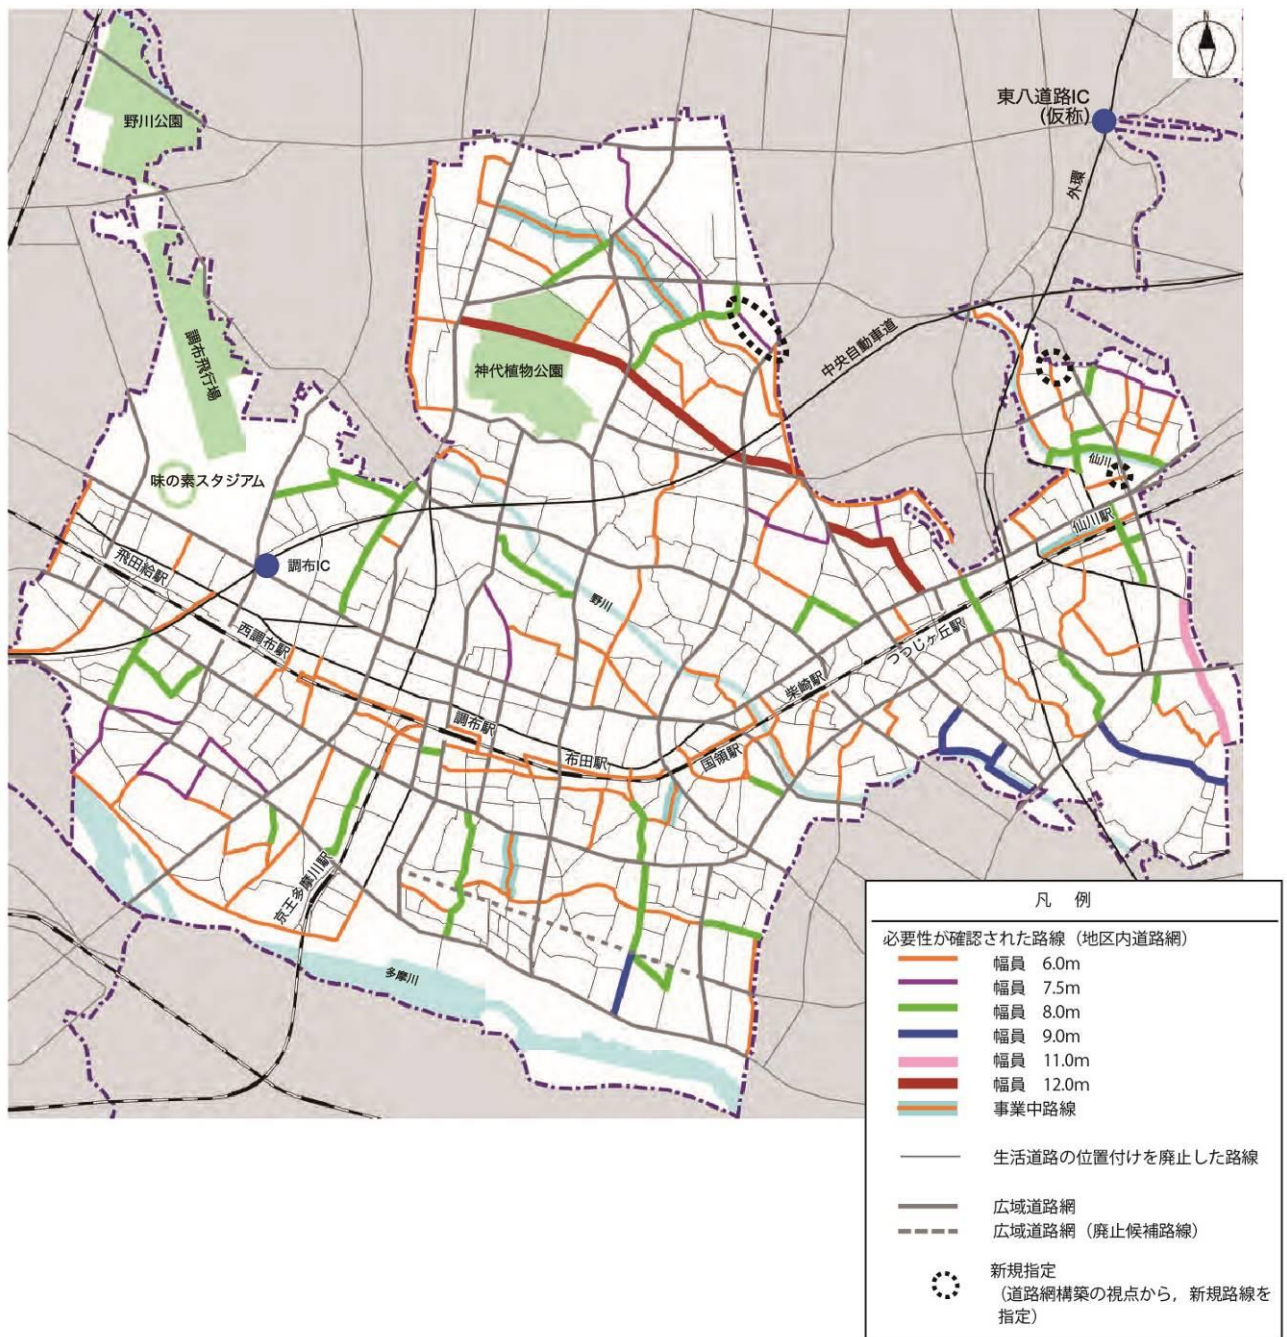 N
東八道路IC
(仮称)
野川公園
外環
調布飛行場
中央自動車道
神代植物公園
味の素スタジアム
仙川
仙川駅
飛田給駅
調布IC
野川
西調布駅
つつじヶ丘駅
柴崎駅
調布駅
布田駅
国領駅
京王多摩川駅
多摩川
凡 例
必要性が確認された路線（地区内道路網）
幅員 6.0m
幅員 7.5m
幅員 8.0m
幅員 9.0m
幅員 11.0m
幅員 12.0m
事業中路線
生活道路の位置付けを廃止した路線
広域道路網
広域道路網（廃止候補路線）
新規指定
（道路網構築の視点から，新規路線を
指定）